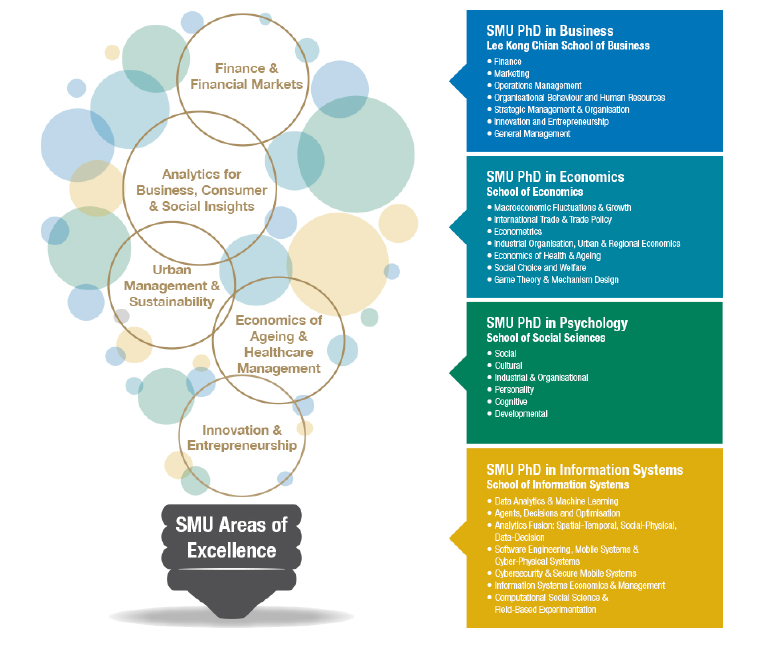 Finance &
Financial Markets
Analytics for
Business, Consumer
& Social Insights
Urban
Management &
Sustainability
Economics of
Ageing &
Healthcare
Management
Innovation &
Entrepreneurship
SMU Areas of
Excellence
SMU PhD in Business
Lee Kong Chian School of Business
• Finance
• Marketing
• Operations Management
• Organisational Behaviour and Human Resources
• Strategic Management & Organisation
• Innovation and Entrepreneurship
• General Management
SMU PhD in Economics
School of Economics
• Macroeconomic Fluctuations & Growth
• International Trade & Trade Policy
• Econometrics
• Industrial Organisation, Urban & Regional Economics
• Economics of Health & Ageing
• Social Choice and Welfare
• Game Theory & Mechanism Design
SMU PhD in Psychology
School of Social Sciences
• Social
• Cultural
• Industrial & Organisational
• Personality
• Cognitive
• Developmental
SMU PhD in Information Systems
School of Information Systems
• Data Analytics & Machine Learning
• Agents, Decisions and Optimisation
• Analytics Fusion: Spatial-Temporal, Social-Physical,
Data-Decision
• Software Engineering, Mobile Systems &
Cyber-Physical Systems
• Cybersecurity & Secure Mobile Systems
• Information Systems Economics & Management
• Computational Social Science &
Field-Based Experimentation